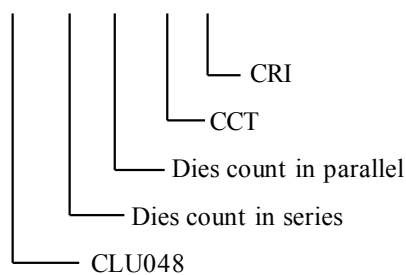 CRI
CCT
Dies count in parallel
Dies count in series
CLU048